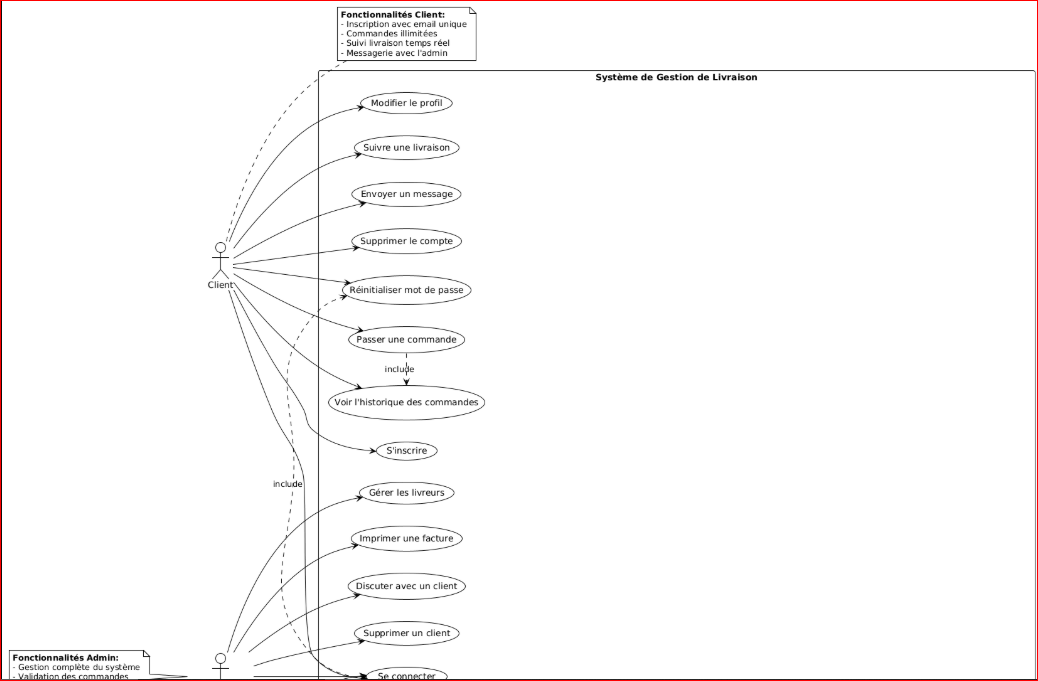 Fonctionnalités Client:
- Inscription avec email unique
- Commandes illimitées
- Suivi livraison temps réel
- Messagerie avec l'admin
Système de Gestion de Livraison
Modifier le profil
Suivre une livraison
Envoyer un message
Supprimer le compte
Client
Réinitialiser mot de passe
Passer une commande
include
Voir l'historique des commandes
S'inscrire
include
Gérer les livreurs
Imprimer une facture
Discuter avec un client
Supprimer un client
Fonctionnalités Admin:
- Gestion complète du système
- Validation des commandes
Se connecter